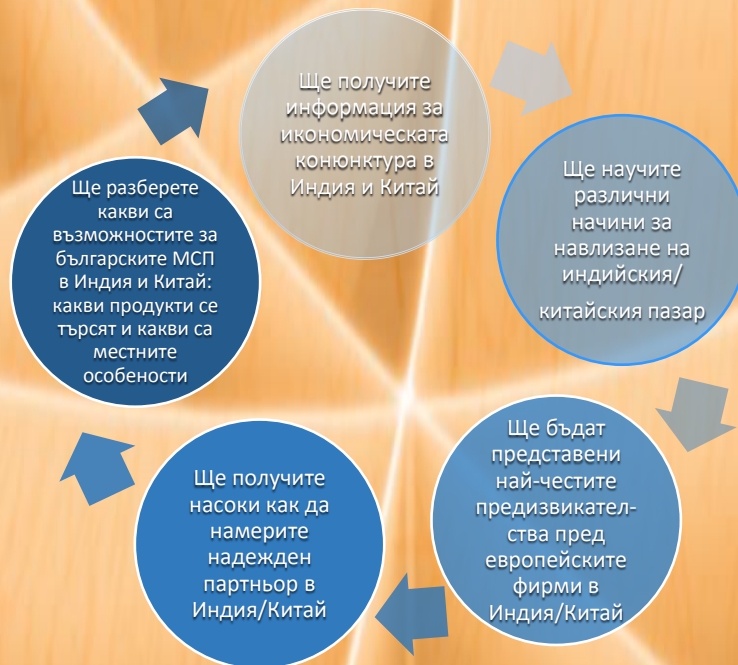 Ще получите
информация за
икономическата
конюнктура в
Индия и Китай
Ще научите
различни
начини за
навлизане на
индийския/
китайския пазар
Ще бъдат
представени
най-честите
предизвикател-
ства пред
европейските
фирми в
Индия/Китай
Ще получите
насоки как да
намерите
надежден
партньор в
Индия/Китай
Ще разберете
какви са
възможностите за
българските МСП
в Индия и Китай:
какви продукти се
търсят и какви са
местните
особености